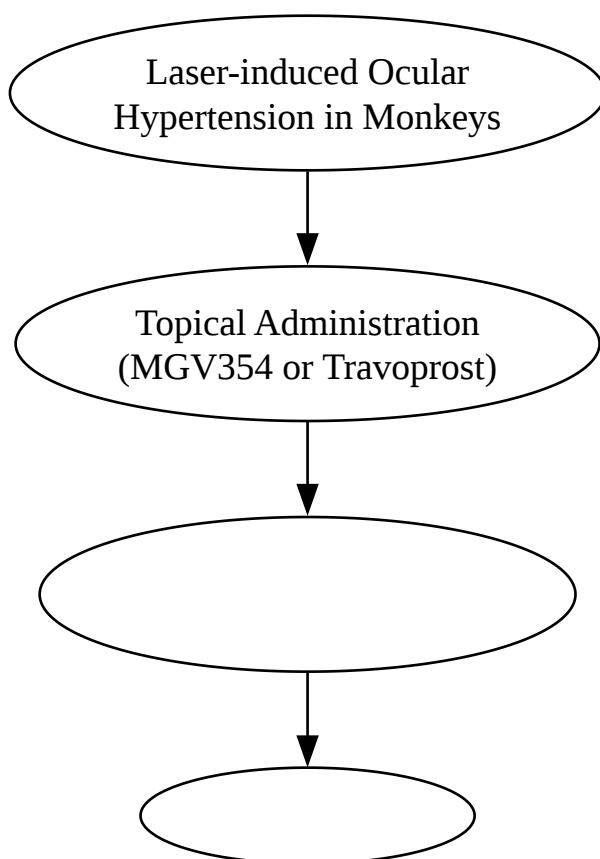 Laser-induced Ocular
Hypertension in Monkeys
Topical Administration
(MGV354 or Travoprost)